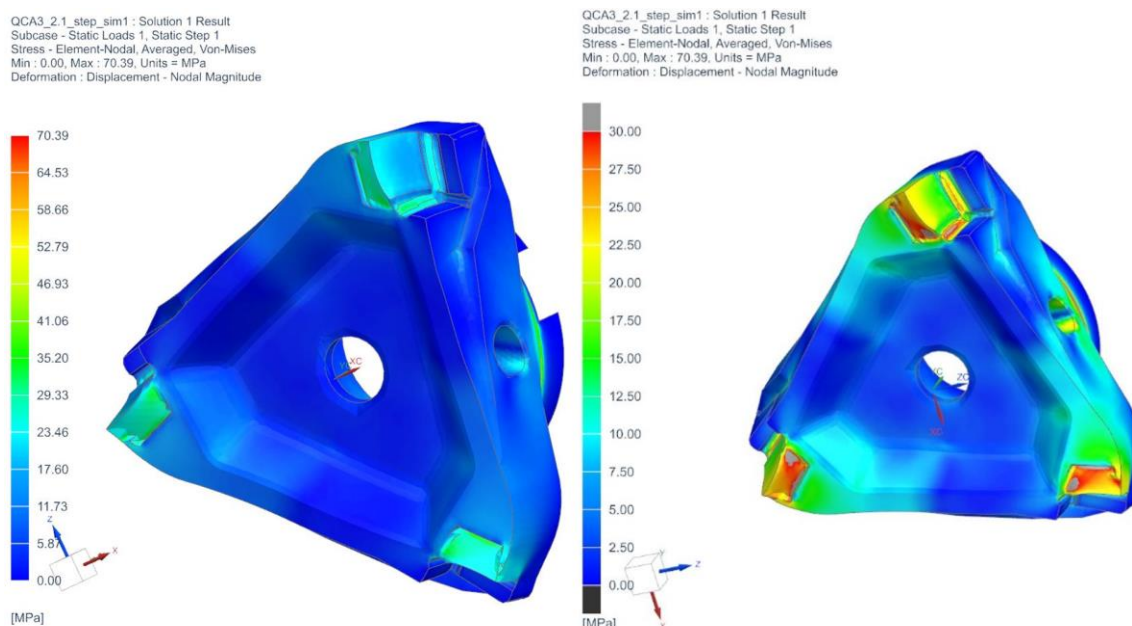 QCA3_2.1_step_sim1 : Solution 1 Result
Subcase - Static Loads 1, Static Step 1
Stress - Element-Nodal, Averaged, Von-Mises
Min : 0.00, Max : 70.39, Units = MPa
Deformation : Displacement - Nodal Magnitude
70.39
64.53
58.66
52.79
46.93
41.06
35.20
29.33
23.46
17.60
11.73
5.87
0.00
[MPa]
XC
Z
X
QCA3_2.1_step_sim1 : Solution 1 Result
Subcase - Static Loads 1, Static Step 1
Stress - Element-Nodal, Averaged, Von-Mises
Min : 0.00, Max : 70.39, Units = MPa
Deformation : Displacement - Nodal Magnitude
30.00
27.50
25.00
22.50
20.00
17.50
15.00
12.50
10.00
7.50
5.00
2.50
0.00
[MPa]
ZC
XC
Y
Z